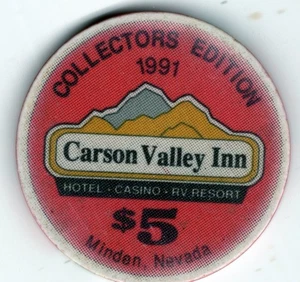 COLLECTORS EDITION
1991
Carson Valley Inn
HOTEL · CASINO · RV RESORT
$5
Minden, Nevada